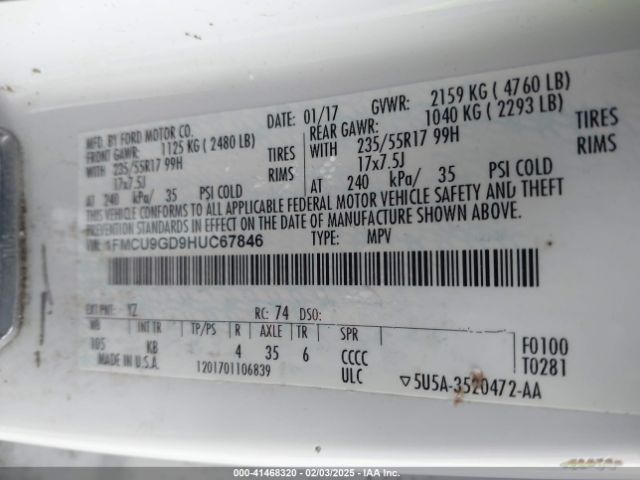 MFD. BY FORD MOTOR CO.
DATE: 01/17 GVWR: 2159 KG ( 4760 LB)
FRONT GAWR: 1125 KG ( 2480 LB)
REAR GAWR: 1040 KG ( 2293 LB)
WITH 235/55R17 99H TIRES
WITH 235/55R17 99H TIRES
17x7.5J RIMS
17x7.5J RIMS
AT 240 kPa/ 35 PSI COLD
AT 240 kPa/ 35 PSI COLD
THIS VEHICLE CONFORMS TO ALL APPLICABLE FEDERAL MOTOR VEHICLE SAFETY AND THEFT
PREVENTION STANDARDS IN EFFECT ON THE DATE OF MANUFACTURE SHOWN ABOVE.
VIN: 1FMCU9GD9HUC67846 TYPE: MPV
EXT PNT: YZ RC: 74 DSO:
WB INT TR TP/PS R AXLE TR SPR
105 KB 4 35 6 CCCC
F0100
MADE IN U.S.A. 1201701106839 ULC
T0281
▽5U5A-3520472-AA
000-41468320 - 02/03/2025 - IAA Inc.